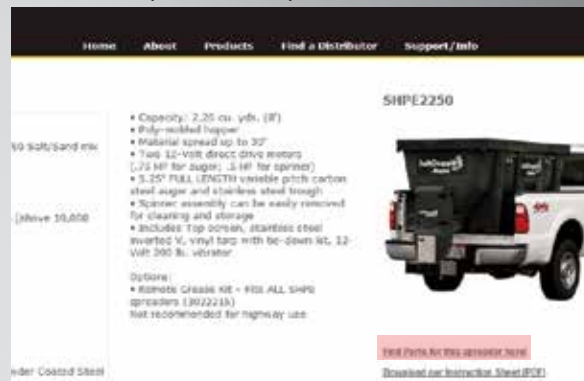 Home About Products Find a Distributor Support/Info
SHPE2250
50 Salt/Sand mix
(above 10,000
wder Coated Steel
• Capacity: 2.25 cu. yds. (8')
• Poly-molded hopper
• Material spread up to 30'
• Two 12-Volt direct drive motors
(.75 HP for auger; .5 HP for spinner)
• 5.25" FULL LENGTH variable pitch carbon
steel auger and stainless steel trough
• Spinner assembly can be easily removed
for cleaning and storage
• Includes Top screen, stainless steel
inverted V, vinyl tarp with tie-down kit, 12-
Volt 200 lb. vibrator
Options:
• Remote Grease Kit - Fits ALL SHPE
spreaders (3022215)
Not recommended for highway use
Find Parts for this spreader here!
Download our Instruction Sheet (PDF)